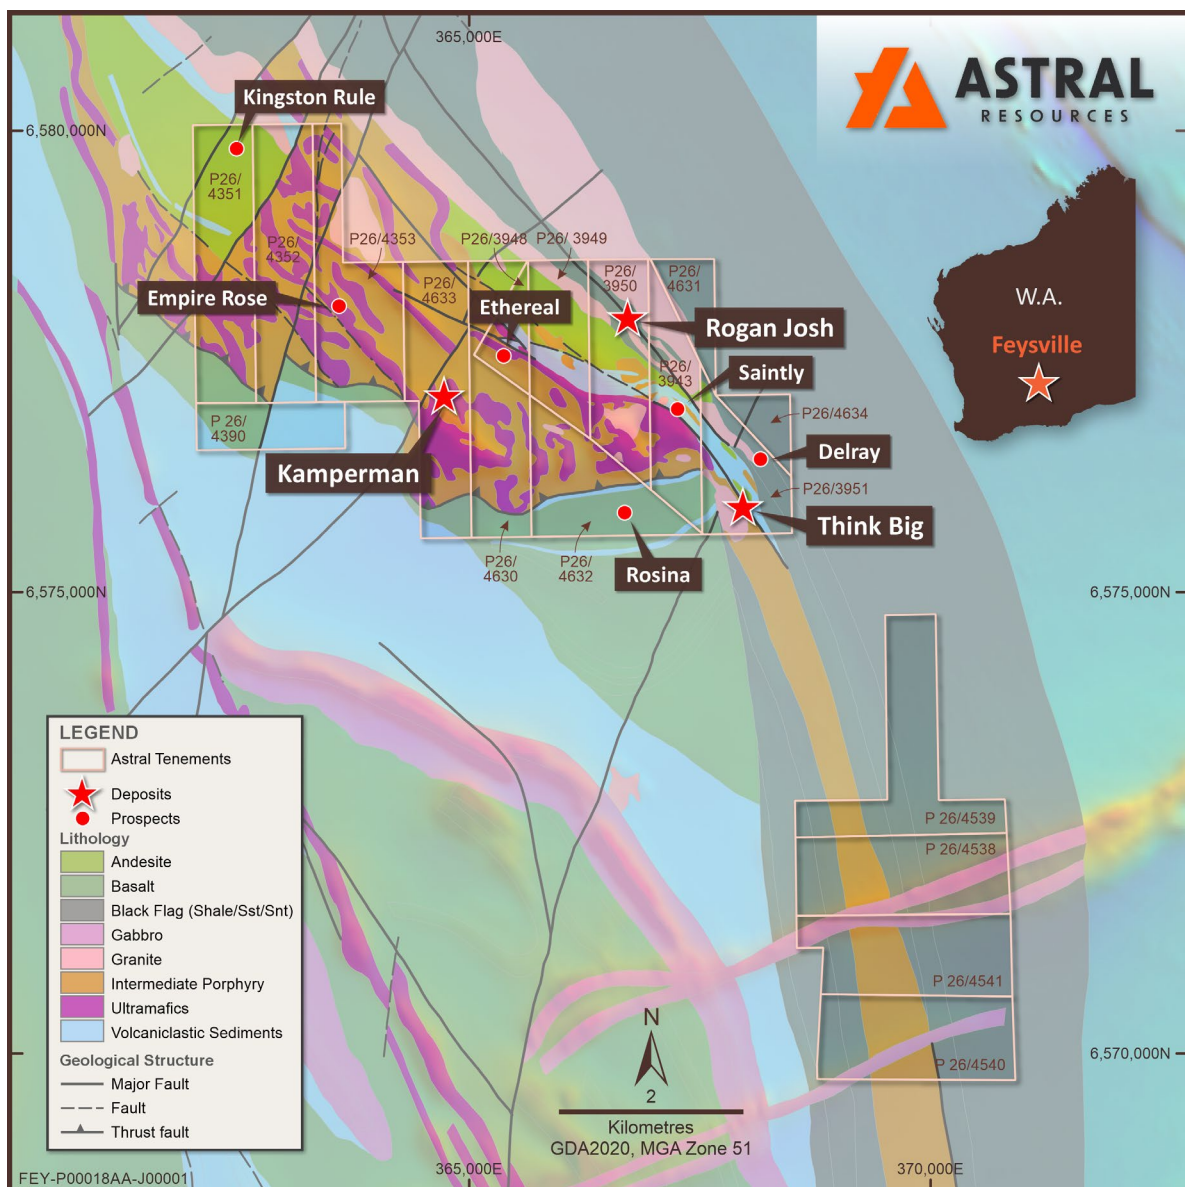 365,000E
ASTRAL
RESOURCES
Kingston Rule
6,580,000N
P26/
4351
P26/
4352
P26/4353
P26/3948
P26/ 3949
P26/
4633
P26/
3950
P26/
4631
W.A.
Feysville
Empire Rose
Ethereal
Rogan Josh
P26/
3943
Saintly
P26/4634
P 26/
4390
Kamperman
Delray
P26/3951
Think Big
P26/
4630
P26/
4632
Rosina
6,575,000N
6,575,000N
LEGEND
Astral Tenements
Deposits
Prospects
Lithology
Andesite
Basalt
Black Flag (Shale/Sst/Snt)
Gabbro
Granite
Intermediate Porphyry
Ultramafics
Volcaniclastic Sediments
Geological Structure
Major Fault
Fault
Thrust fault
P 26/4539
P 26/4538
P 26/4541
P 26/4540
6,570,000N
N
2
Kilometres
GDA2020, MGA Zone 51
365,000E
370,000E
FEY-P00018AA-J00001